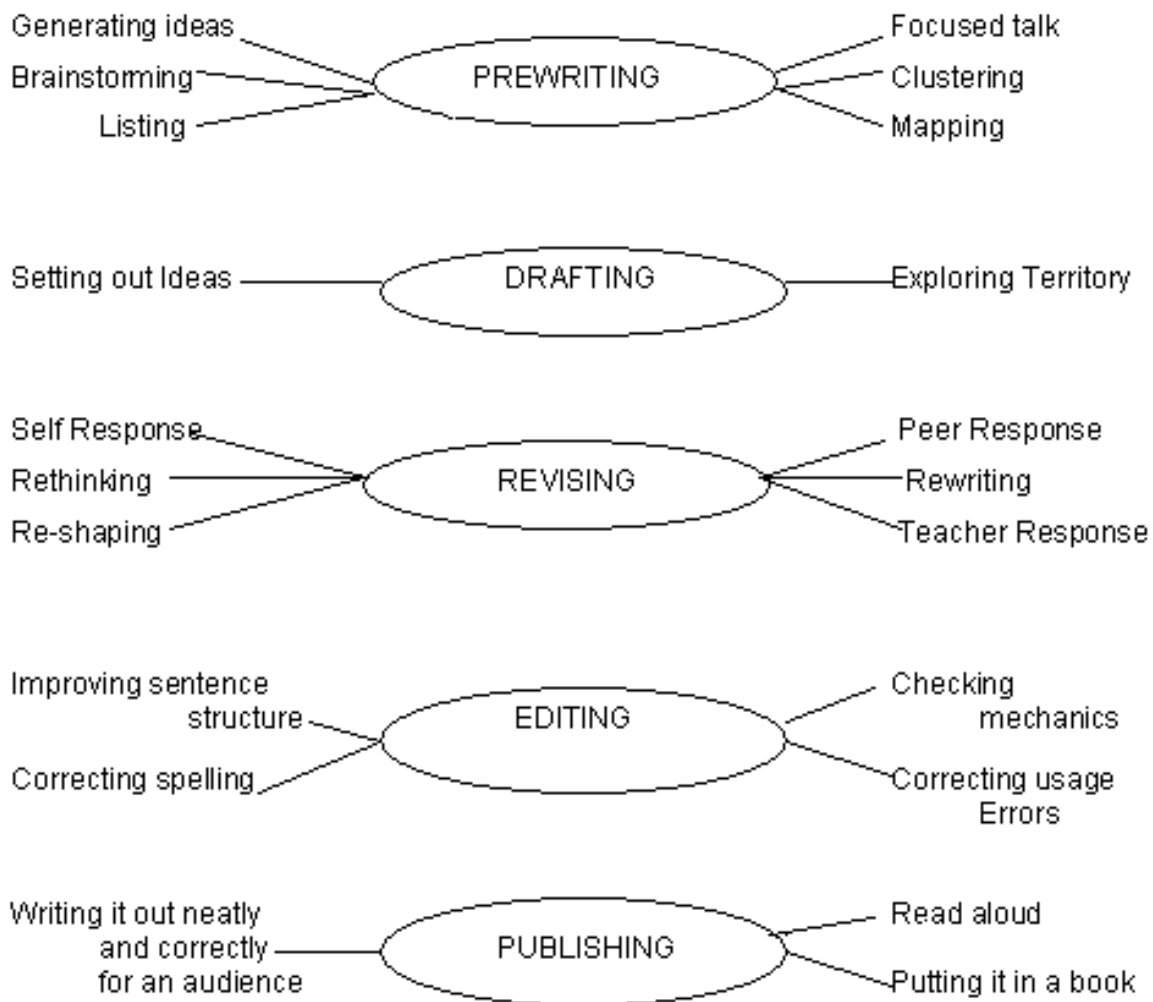 Generating ideas
Brainstorming
Listing
PREWRITING
Focused talk
Clustering
Mapping
Setting out Ideas
DRAFTING
Exploring Territory
Self Response
Rethinking
Re-shaping
REVISING
Peer Response
Rewriting
Teacher Response
Improving sentence
structure
Correcting spelling
EDITING
Checking
mechanics
Correcting usage
Errors
Writing it out neatly
and correctly
for an audience
PUBLISHING
Read aloud
Putting it in a book